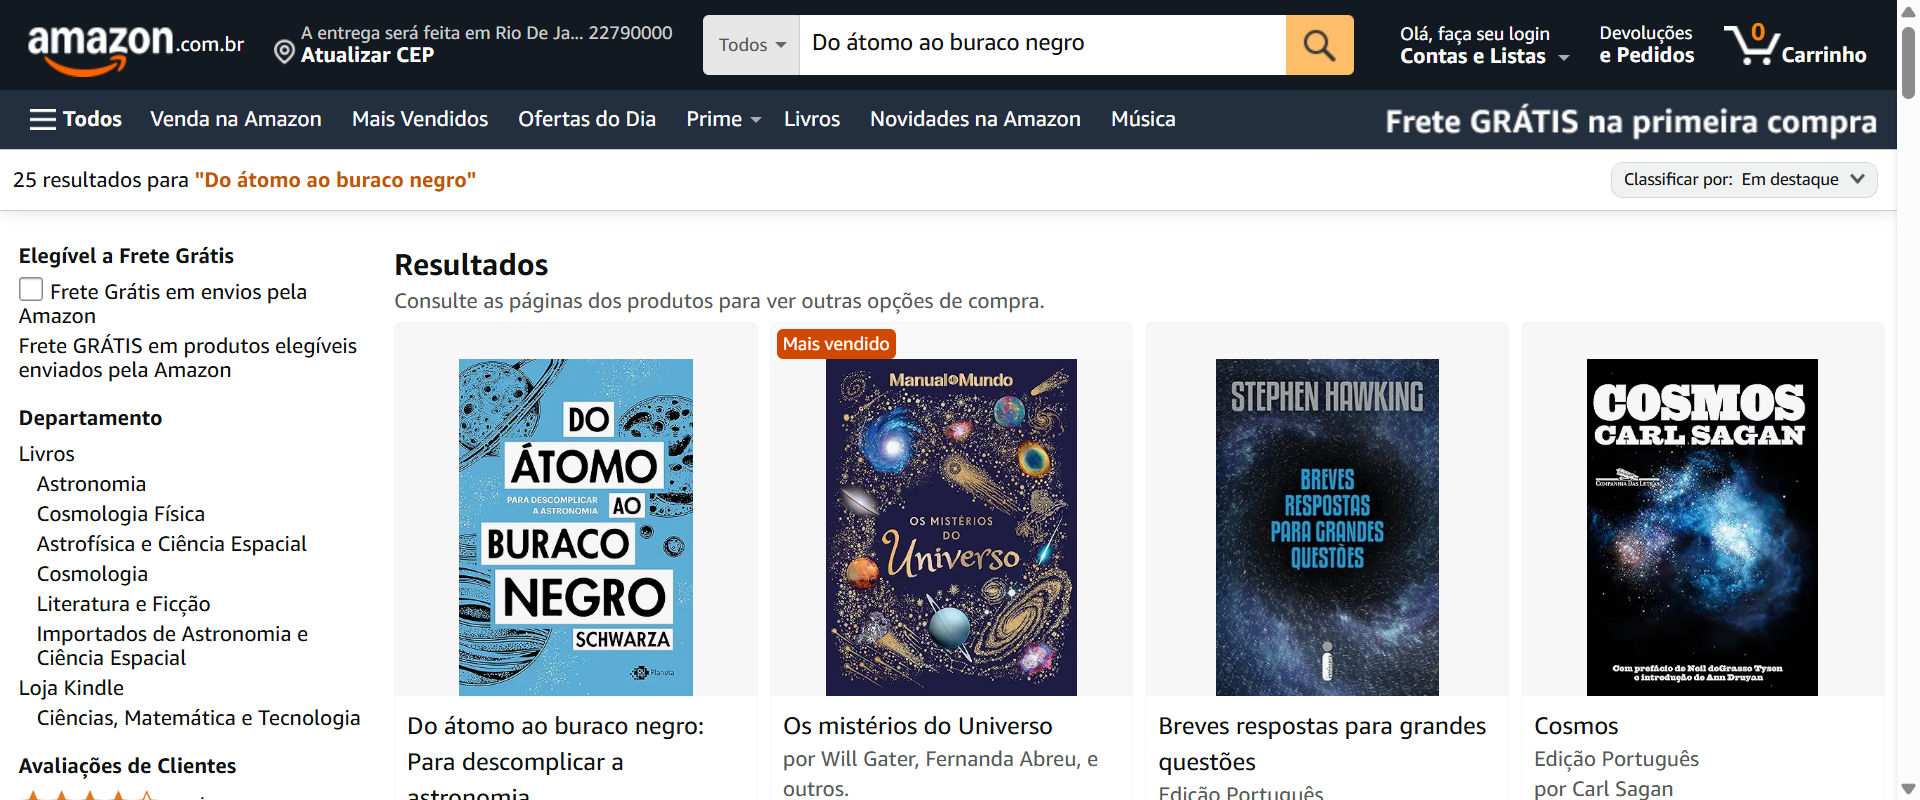 amazon.com.br
A entrega será feita em Rio De Ja... 22790000
Atualizar CEP
Todos
Do átomo ao buraco negro
Olá, faça seu login
Contas e Listas
Devoluções
e Pedidos
0
Carrinho
Todos
Venda na Amazon
Mais Vendidos
Ofertas do Dia
Prime
Livros
Novidades na Amazon
Música
Frete GRÁTIS na primeira compra
25 resultados para "Do átomo ao buraco negro"
Classificar por: Em destaque
Elegível a Frete Grátis
Frete Grátis em envios pela
Amazon
Frete GRÁTIS em produtos elegíveis
enviados pela Amazon
Departamento
Livros
Astronomia
Cosmologia Física
Astrofísica e Ciência Espacial
Cosmologia
Literatura e Ficção
Importados de Astronomia e
Ciência Espacial
Loja Kindle
Ciências, Matemática e Tecnologia
Avaliações de Clientes
Resultados
Consulte as páginas dos produtos para ver outras opções de compra.
DO
ÁTOMO
PARA DESCOMPLICAR
A ASTRONOMIA
AO
BURACO
NEGRO
SCHWARZA
Planeta
Do átomo ao buraco negro:
Para descomplicar a
astronomia
Mais vendido
Manual do Mundo
OS MISTÉRIOS
DO
Universo
Os mistérios do Universo
por Will Gater, Fernanda Abreu, e
outros.
STEPHEN HAWKING
BREVES
RESPOSTAS
PARA GRANDES
QUESTÕES
Breves respostas para grandes
questões
Edição Português
COSMOS
CARL SAGAN
COMPANHIA DAS LETRAS
Com prefácio de Neil deGrasse Tyson
e introdução de Ann Druyan
Cosmos
Edição Português
por Carl Sagan